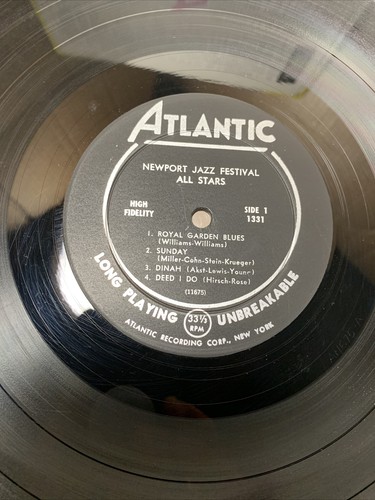 ATLANTIC
NEWPORT JAZZ FESTIVAL
ALL STARS
HIGH
FIDELITY
SIDE 1
1331
1. ROYAL GARDEN BLUES
(Williams-Williams)
2. SUNDAY
(Miller-Cohn-Stein-Krueger)
3. DINAH (Akst-Lewis-Young)
4. DEED I DO (Hirsch-Rose)
(11675)
LONG PLAYING 33⅓ RPM UNBREAKABLE
ATLANTIC RECORDING CORP., NEW YORK